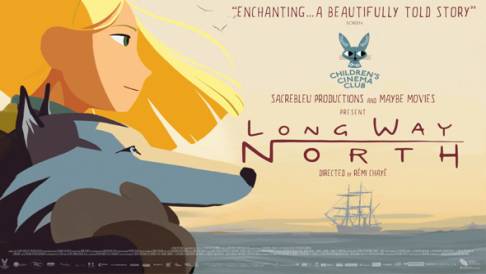 "ENCHANTING...A BEAUTIFULLY TOLD STORY"
SCREEN
CHILDREN'S
CINEMA
CLUB
SACREBLEU PRODUCTIONS AND MAYBE MOVIES
PRESENT
LONG WAY
NORTH
DIRECTED BY RÉMI CHAYÉ